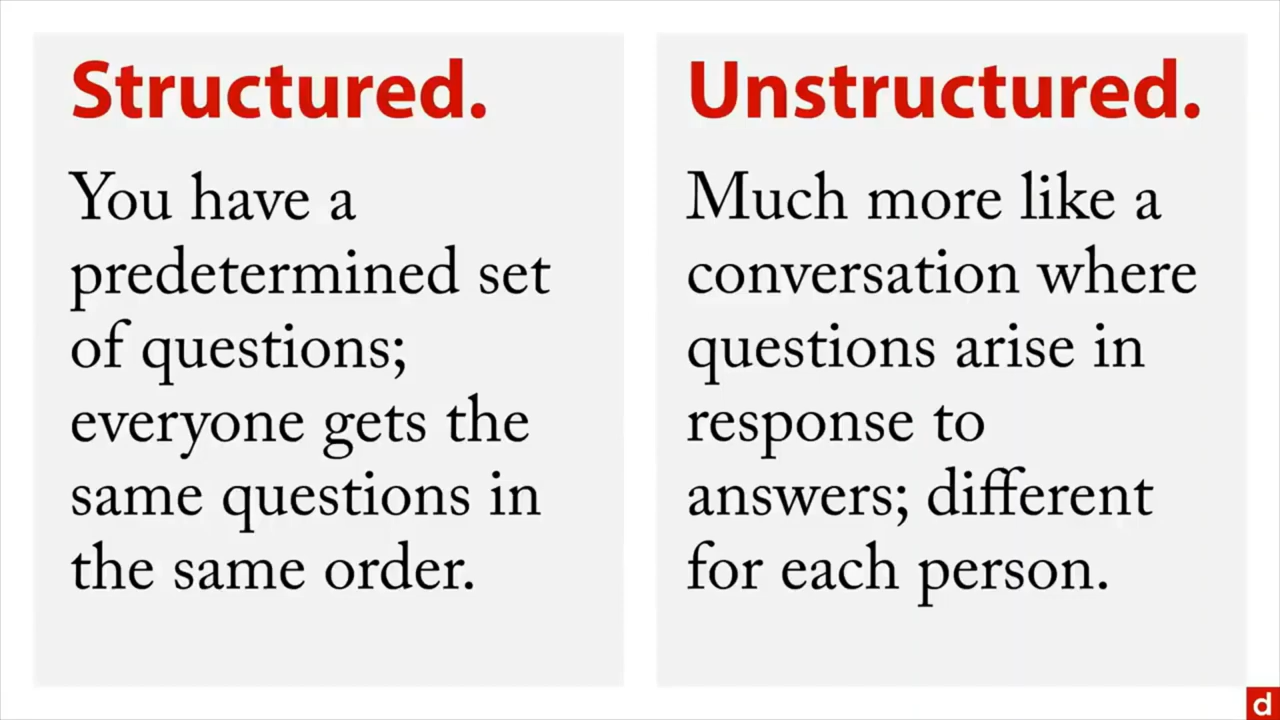 Structured.
You have a
predetermined set
of questions;
everyone gets the
same questions in
the same order.
Unstructured.
Much more like a
conversation where
questions arise in
response to
answers; different
for each person.
d